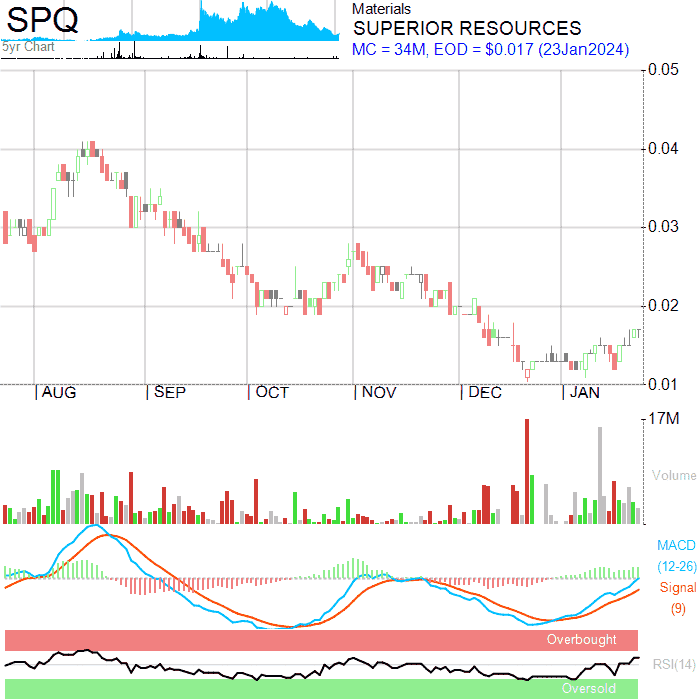 SPQ
5yr Chart
Materials
SUPERIOR RESOURCES
MC = 34M, EOD = $0.017 (23Jan2024)
0.05
0.04
0.03
0.02
0.01
AUG SEP OCT NOV DEC JAN
17M
Volume
MACD
(12-26)
Signal
(9)
Overbought
RSI(14)
Oversold